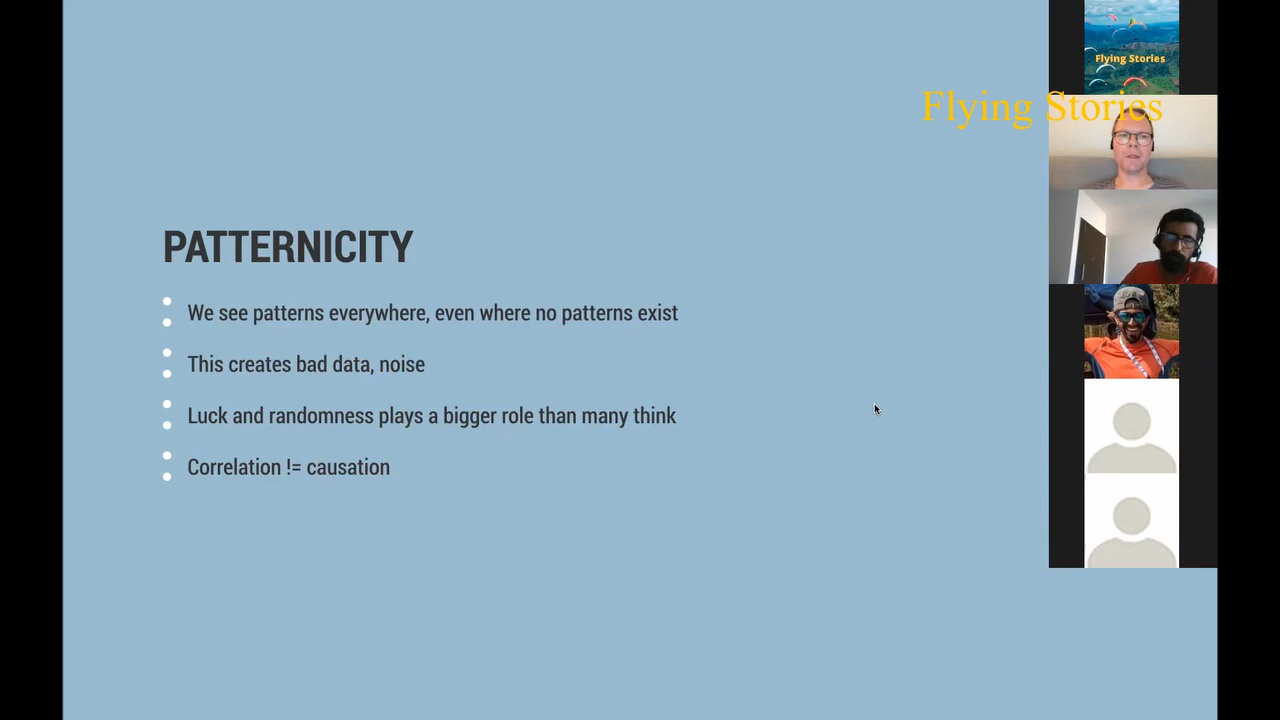 Flying Stories
Flying Stories
PATTERNICITY
We see patterns everywhere, even where no patterns exist
This creates bad data, noise
Luck and randomness plays a bigger role than many think
Correlation != causation